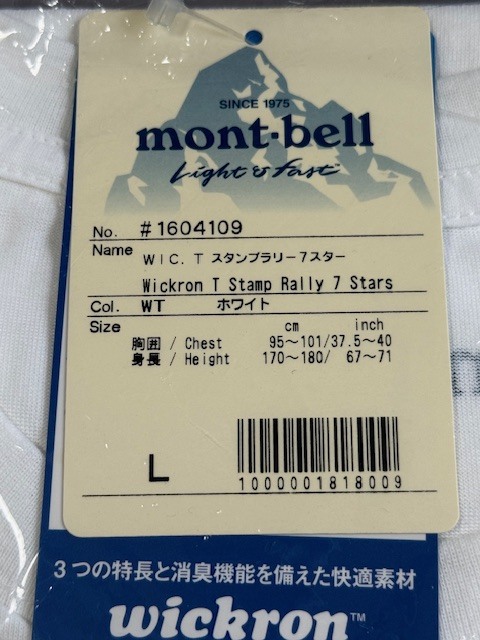 SINCE 1975
mont-bell
Light & Fast™
No. #1604109
Name WIC.T スタンプラリー7スター
Wickron T Stamp Rally 7 Stars
Col. WT ホワイト
Size cm inch
胸囲 / Chest 95〜101/37.5〜40
身長 / Height 170〜180/ 67〜71
L
1000001818009
3つの特長と消臭機能を備えた快適素材
wickron™